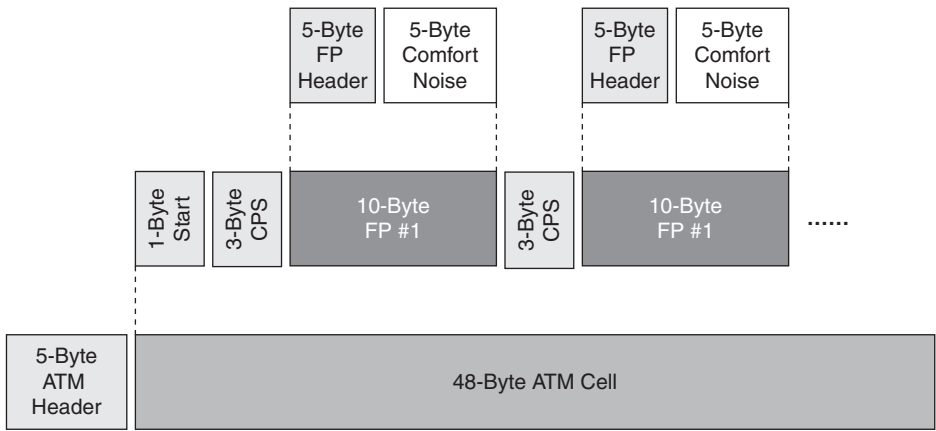 5-Byte
FP
Header
5-Byte
Comfort
Noise
5-Byte
FP
Header
5-Byte
Comfort
Noise
1-Byte
Start
3-Byte
CPS
10-Byte
FP #1
3-Byte
CPS
10-Byte
FP #1
......
5-Byte
ATM
Header
48-Byte ATM Cell